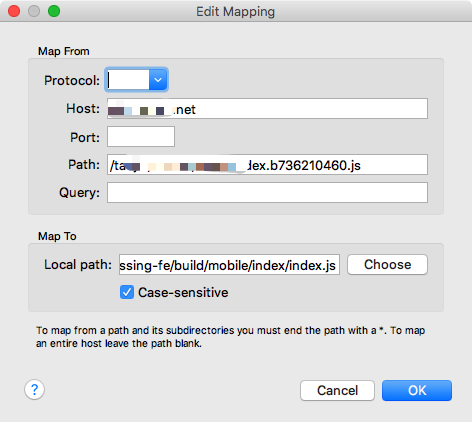 Edit Mapping
Map From
Protocol:
Host: .net
Port:
Path: /ta dex.b736210460.js
Query:
Map To
Local path: ssing-fe/build/mobile/index/index.js Choose
Case-sensitive
To map from a path and its subdirectories you must end the path with a *. To map
an entire host leave the path blank.
? Cancel OK